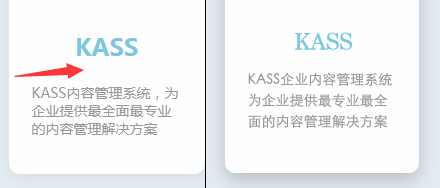 KASS
KASS内容管理系统，为
企业提供最全面最专业
的内容管理解决方案
KASS
KASS企业内容管理系统
为企业提供最专业最全
面的内容管理解决方案